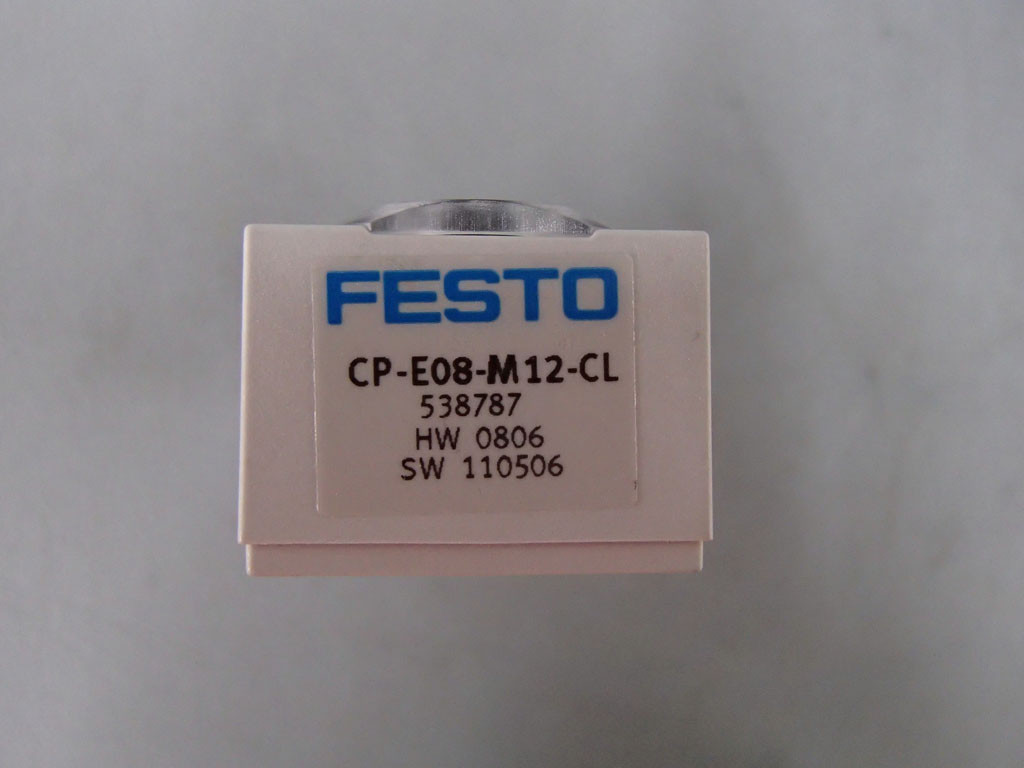 FESTO
CP-E08-M12-CL
538787
HW 0806
SW 110506